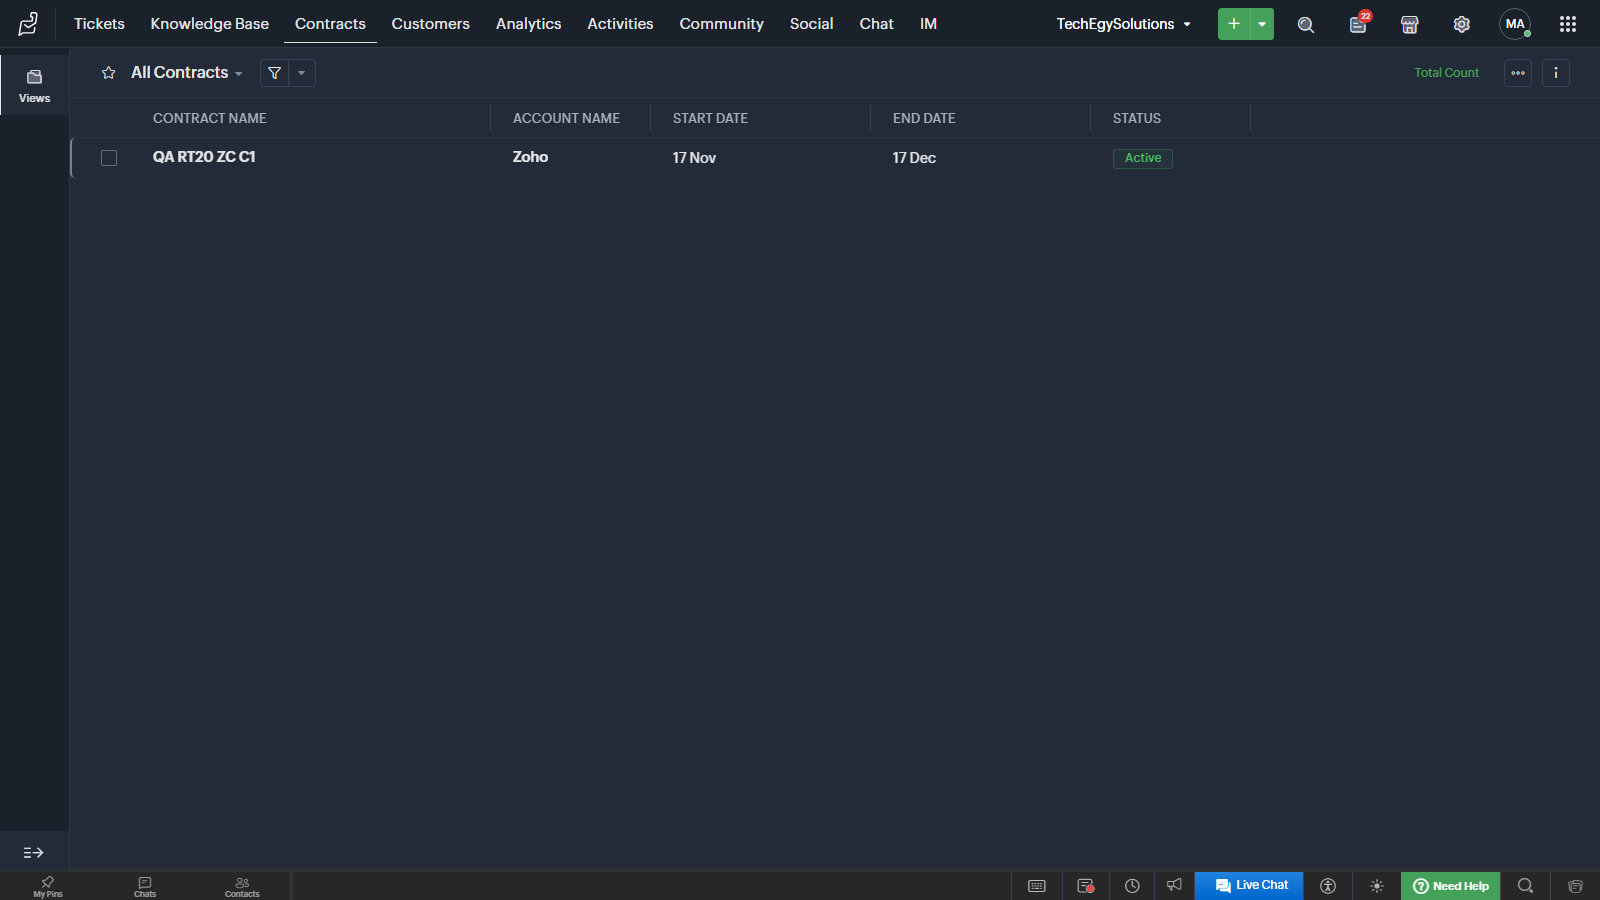 Tickets Knowledge Base Contracts Customers Analytics Activities Community Social Chat IM TechEgySolutions 22 MA
Views
All Contracts Total Count
CONTRACT NAME ACCOUNT NAME START DATE END DATE STATUS
QA RT20 ZC C1 Zoho 17 Nov 17 Dec Active
My Pins Chats Contacts Live Chat Need Help